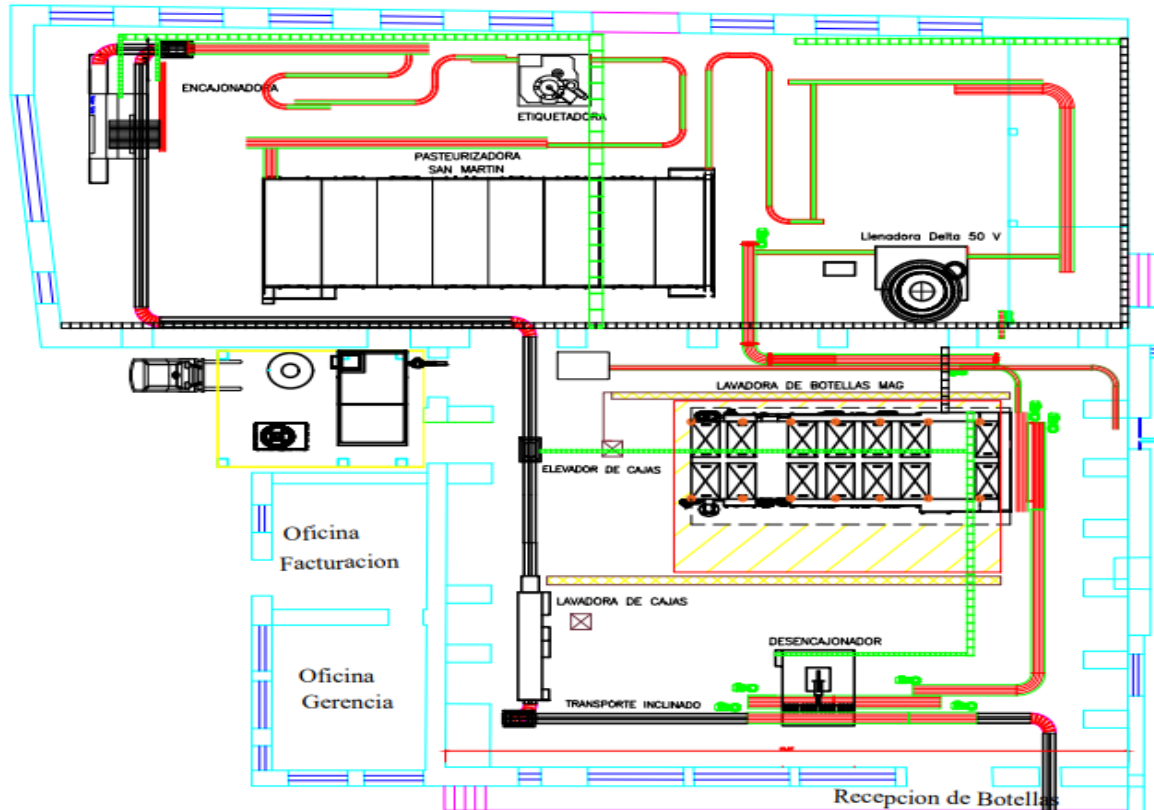 ENCAJONADORA
ETIQUETADORA
PASTEURIZADORA
SAN MARTIN
Llenadora Delta 50 V
LAVADORA DE BOTELLAS MAG
ELEVADOR DE CAJAS
Oficina
Facturacion
LAVADORA DE CAJAS
DESENCAJONADOR
Oficina
Gerencia
TRANSPORTE INCLINADO
Recepcion de Botellas